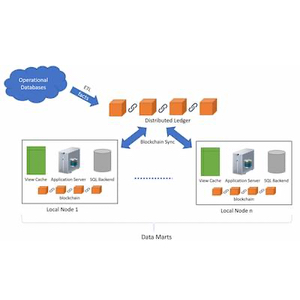 Operational
Databases
ETL
facts
Distributed Ledger
Blockchain Sync
View Cache
Application Server
SQL Backend
blockchain
Local Node 1
View Cache
Application Server
SQL Backend
blockchain
Local Node n
Data Marts